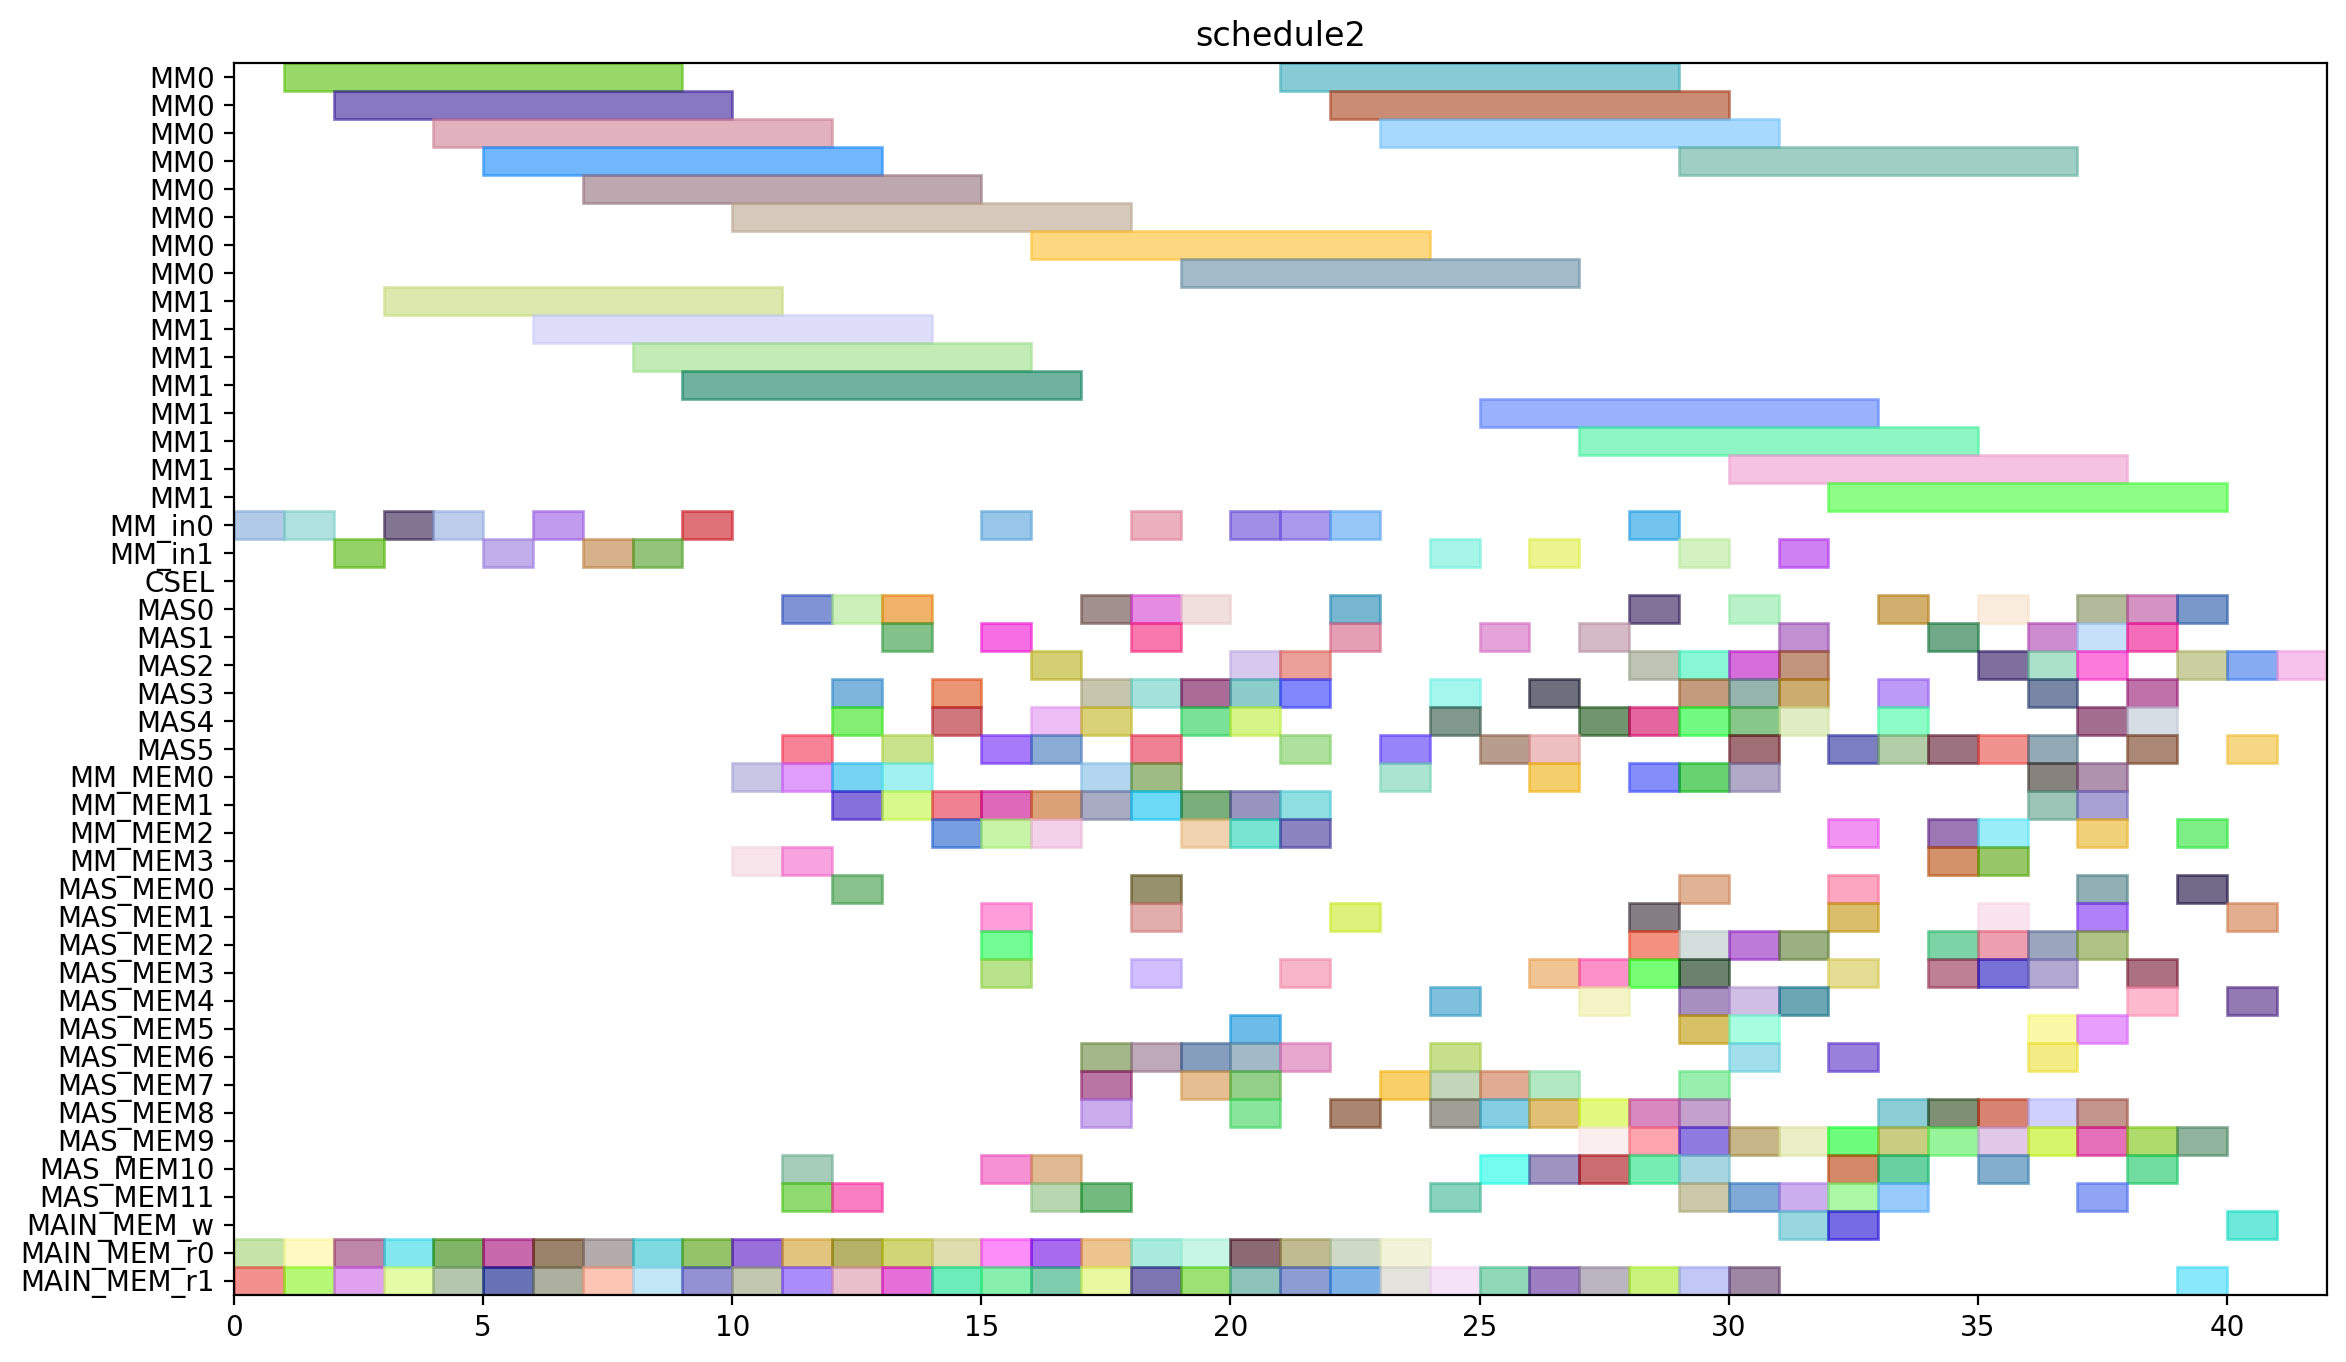 schedule2
MM0
MM0
MM0
MM0
MM0
MM0
MM0
MM0
MM1
MM1
MM1
MM1
MM1
MM1
MM1
MM1
MM_in0
MM_in1
CSEL
MAS0
MAS1
MAS2
MAS3
MAS4
MAS5
MM_MEM0
MM_MEM1
MM_MEM2
MM_MEM3
MAS_MEM0
MAS_MEM1
MAS_MEM2
MAS_MEM3
MAS_MEM4
MAS_MEM5
MAS_MEM6
MAS_MEM7
MAS_MEM8
MAS_MEM9
MAS_MEM10
MAS_MEM11
MAIN_MEM_w
MAIN_MEM_r0
MAIN_MEM_r1
0 5 10 15 20 25 30 35 40